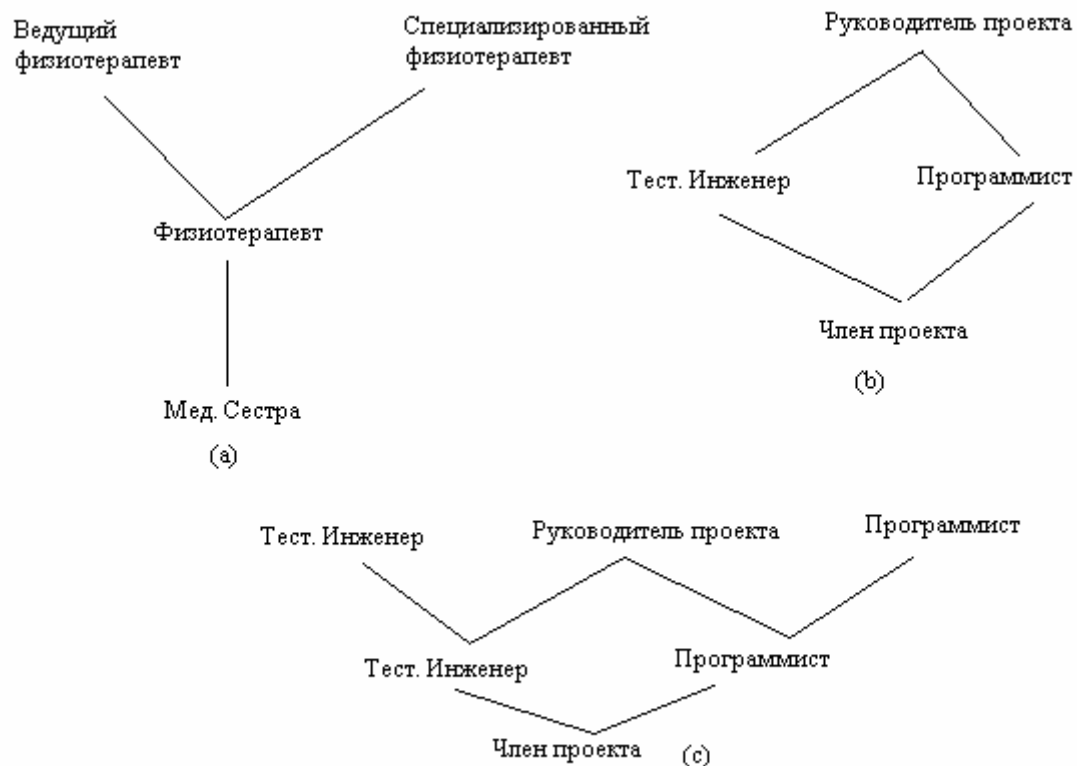 Ведущий
физиотерапевт
Специализированный
физиотерапевт
Физиотерапевт
Мед. Сестра
(a)
Руководитель проекта
Тест. Инженер
Программист
Член проекта
(b)
Тест. Инженер
Руководитель проекта
Программист
Тест. Инженер
Программист
Член проекта
(c)